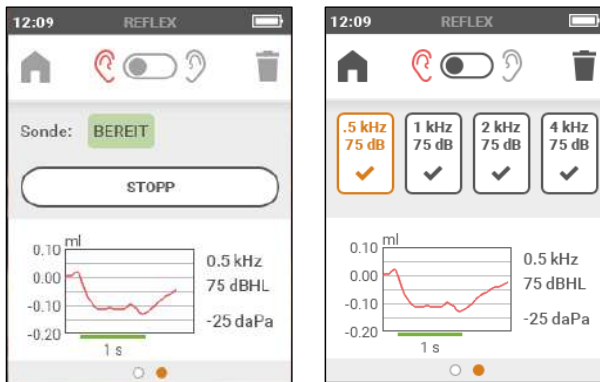 12:09 REFLEX
Sonde: BEREIT
STOPP
ml
0.10
0.00
-0.10
-0.20
1 s
0.5 kHz
75 dBHL
-25 daPa
12:09 REFLEX
.5 kHz 1 kHz 2 kHz 4 kHz
75 dB 75 dB 75 dB 75 dB
ml
0.10
0.00
-0.10
-0.20
1 s
0.5 kHz
75 dBHL
-25 daPa